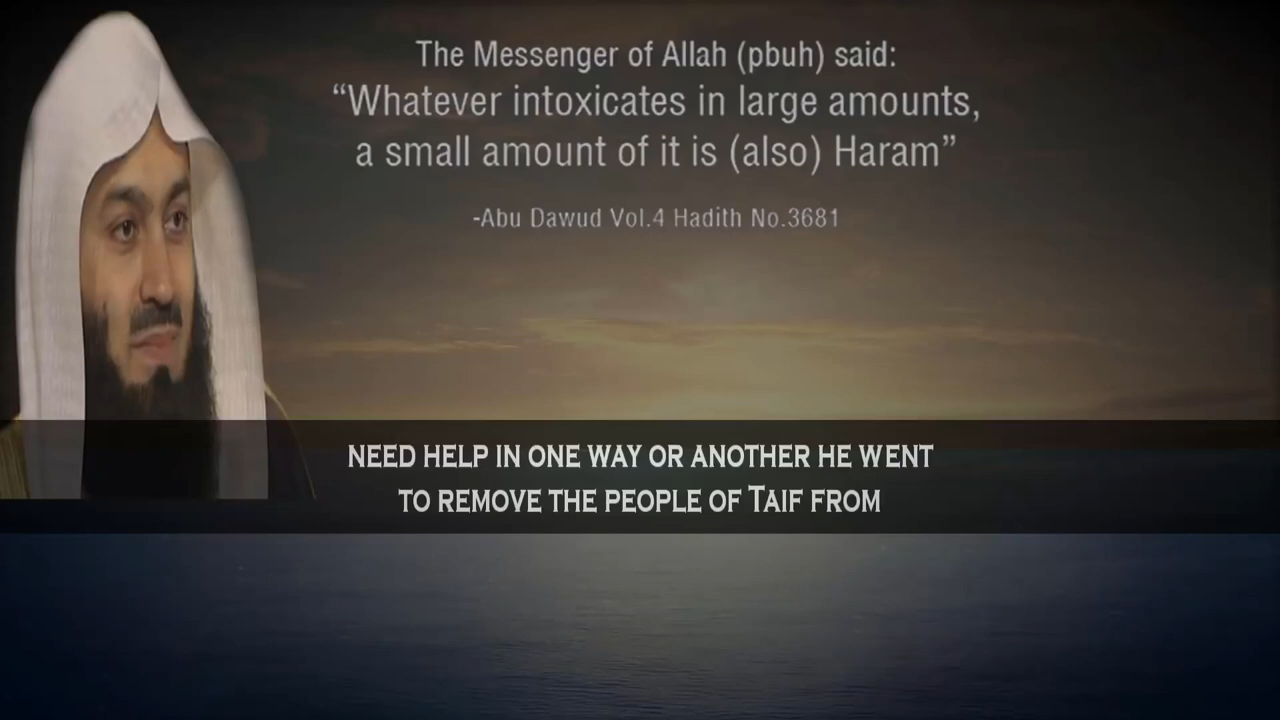 The Messenger of Allah (pbuh) said:
“Whatever intoxicates in large amounts,
a small amount of it is (also) Haram”
-Abu Dawud Vol.4 Hadith No.3681
NEED HELP IN ONE WAY OR ANOTHER HE WENT
TO REMOVE THE PEOPLE OF TAIF FROM